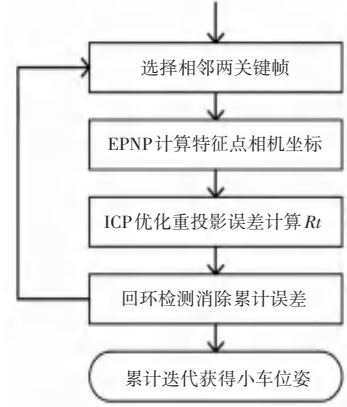 选择相邻两关键帧
EPNP计算特征点相机坐标
ICP优化重投影误差计算Rt
回环检测消除累计误差
累计迭代获得小车位姿